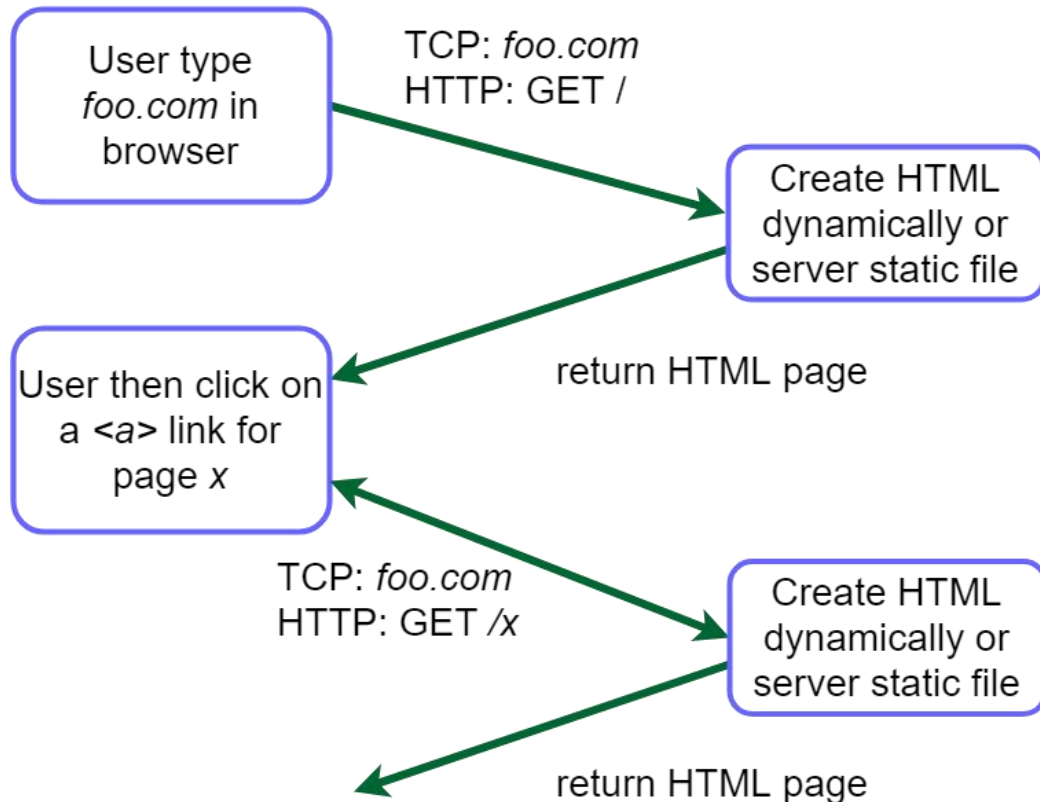 User type
foo.com in
browser
TCP: foo.com
HTTP: GET /
Create HTML
dynamically or
server static file
return HTML page
User then click on
a <a> link for
page x
TCP: foo.com
HTTP: GET /x
Create HTML
dynamically or
server static file
return HTML page